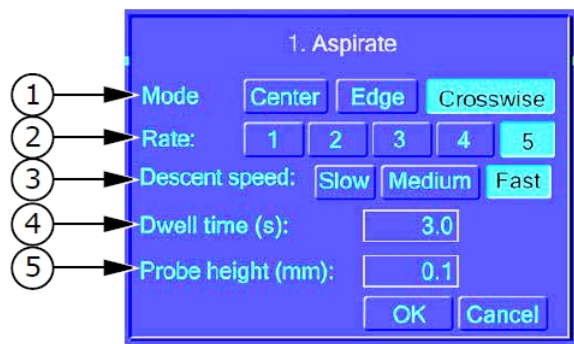 1. Aspirate
1 Mode Center Edge Crosswise
2 Rate: 1 2 3 4 5
3 Descent speed: Slow Medium Fast
4 Dwell time (s): 3.0
5 Probe height (mm): 0.1
OK Cancel